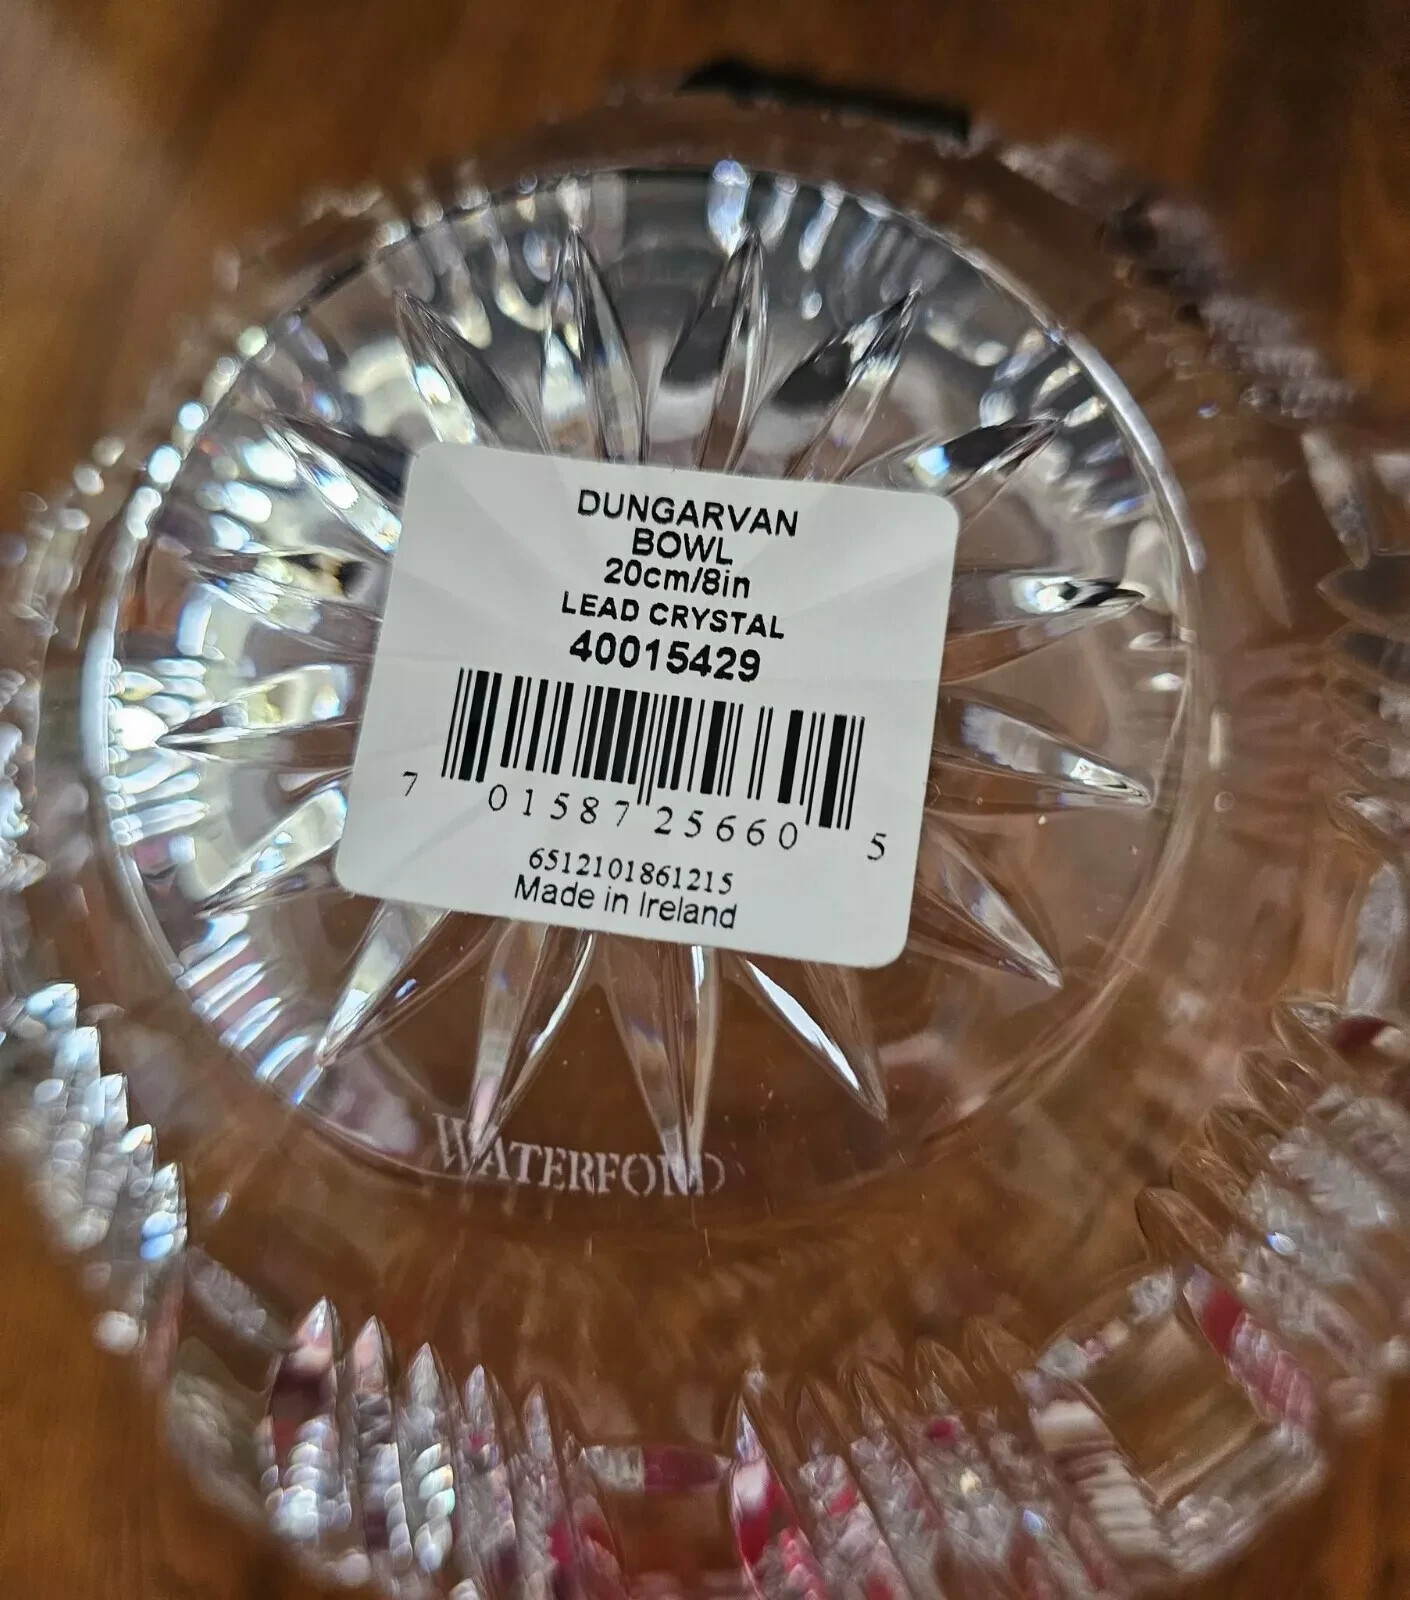 DUNGARVAN
BOWL
20cm/8in
LEAD CRYSTAL
40015429
7 01587 25660 5
6512101861215
Made in Ireland
WATERFORD